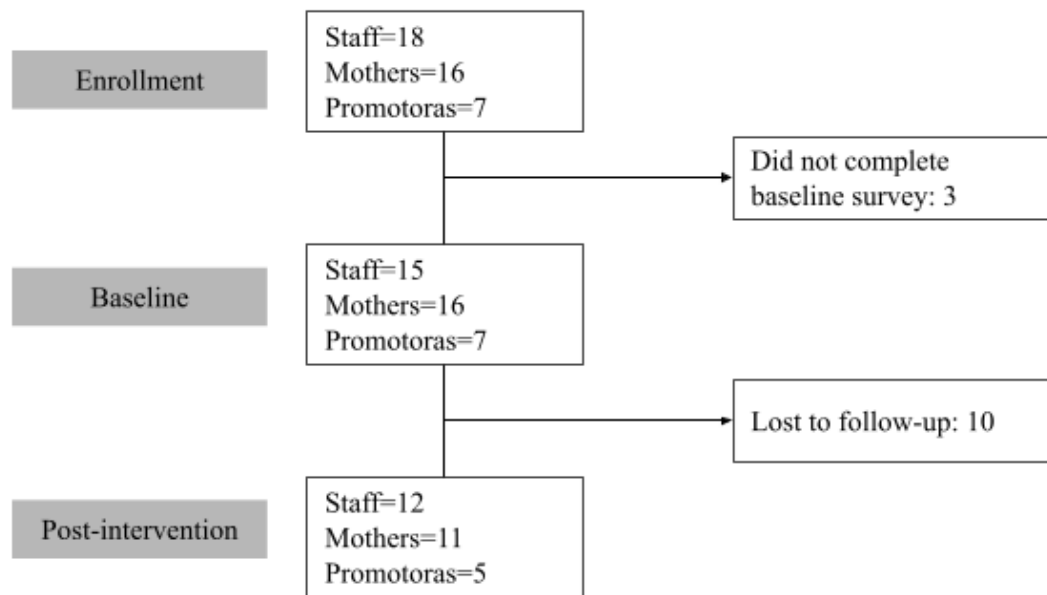 Enrollment
Staff=18
Mothers=16
Promotoras=7
Did not complete
baseline survey: 3
Baseline
Staff=15
Mothers=16
Promotoras=7
Lost to follow-up: 10
Post-intervention
Staff=12
Mothers=11
Promotoras=5